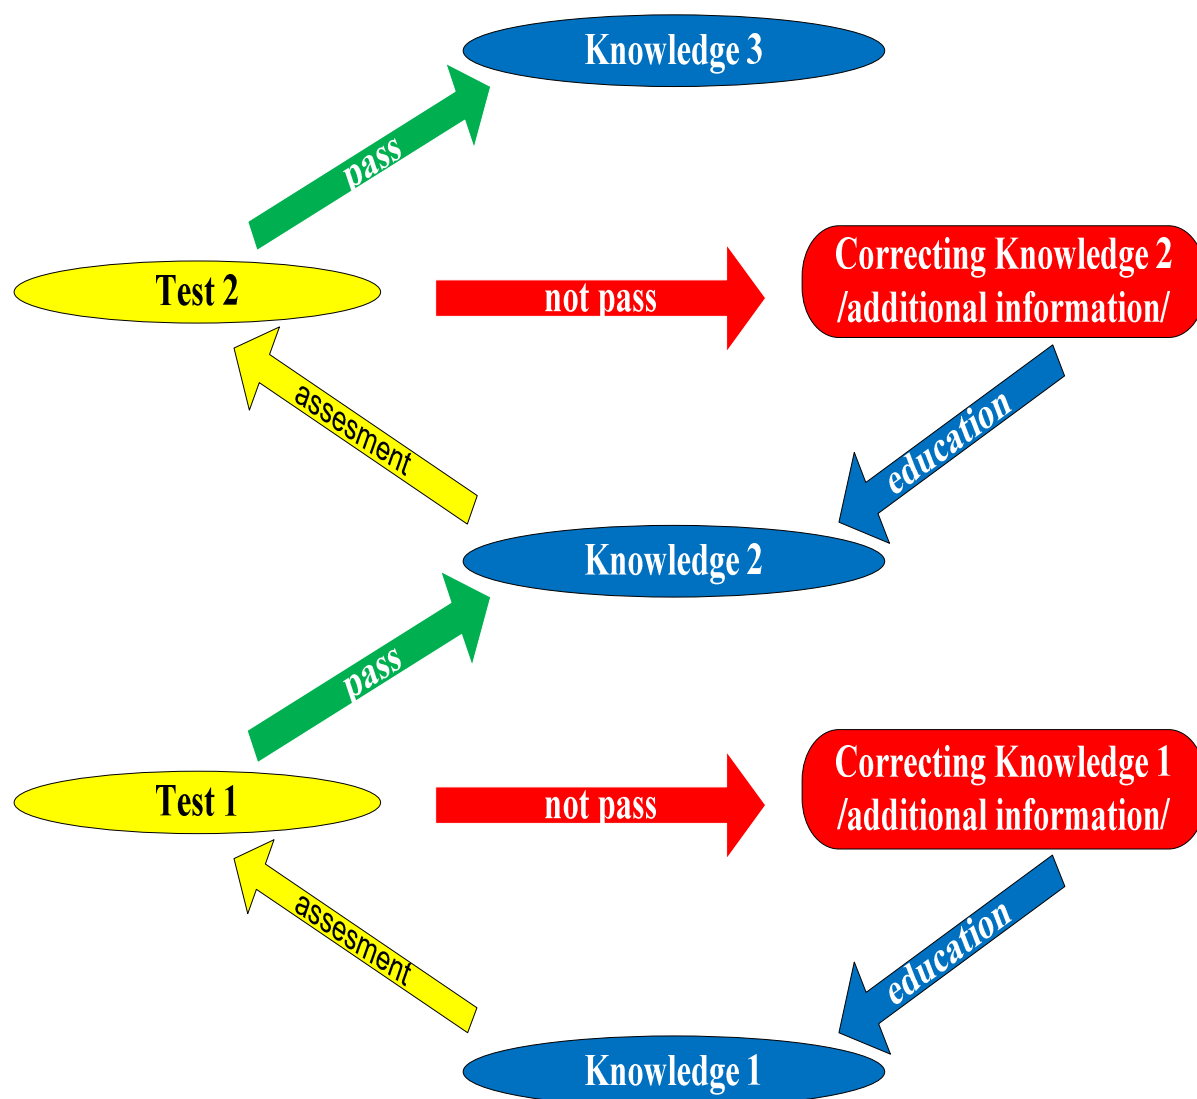 Knowledge 3
pass
Test 2
not pass
Correcting Knowledge 2
/additional information/
assesment
education
Knowledge 2
pass
Test 1
not pass
Correcting Knowledge 1
/additional information/
assesment
education
Knowledge 1